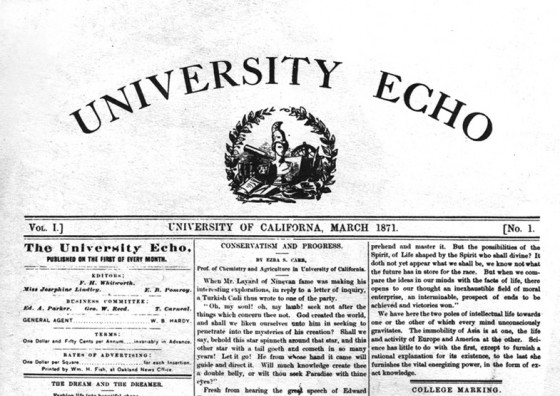 UNIVERSITY ECHO
VOL. I.]
UNIVERSITY OF CALIFORNA, MARCH 1871.
[No. 1.
The University Echo,
PUBLISHED ON THE FIRST OF EVERY MONTH.
EDITORS:
F. H. Whitworth.
Miss Josephine Lindley. E. B. Pomroy.
BUSINESS COMMITTEE:
Ed. A. Parker. Geo. W. Reed. T. Carneal.
GENERAL AGENT W. B. HARDY.
TERMS:
One Dollar and Fifty Cents per Annum....invariably in Advance.
RATES OF ADVERTISING:
One Dollar per Square........for each Insertion.
Printed by Wm. H. Fish, at Oakland News Office
THE DREAM AND THE DREAMER.
CONSERVATISM AND PROGRESS.
BY EZRA S. CARR,
Prof. of Chemistry and Agriculture in University of California.
When Mr. Layard of Ninevan fame was making his
interesting explorations, in reply to a letter of inquiry,
a Turkish Cadi thus wrote to one of the party.
"Oh, my soul! oh, my lamb! seek not after the
things which concern thee not. God created the world,
and shall we liken ourselves unto him in seeking to
penetrate into the mysteries of his creation? Shall we
say, behold this star spinneth around that star, and this
other star with a tail goeth and cometh in so many
years! Let it go! He from whose hand it came will
guide and direct it. Will much knowledge create thee
a double belly, or wilt thou seek Paradise with thine
eyes?"
Fresh from hearing the great speech of Edward
prehend and master it. But the possibilities of the
Spirit, of Life shaped by the Spirit who shall divine? It
doth not yet appear what we shall be, we know not what
the future has in store for the race. But when we com-
pare the ideas in our minds with the facts of life, there
opens to our thought an inexhaustible field of moral
enterprise, an interminable, prospect of ends to be
achieved and victories won."
We have here the two poles of intellectual life towards
one or the other of which every mind unconsciously
gravitates. The immobility of Asia is at one, the life
and activity of Europe and America at the other. Sci-
ence has little to do with the first, except to furnish a
rational explanation for its existence, to the last she
furnishes the vital energizing power, in the form of ex-
act knowledge.
COLLEGE MARKING.